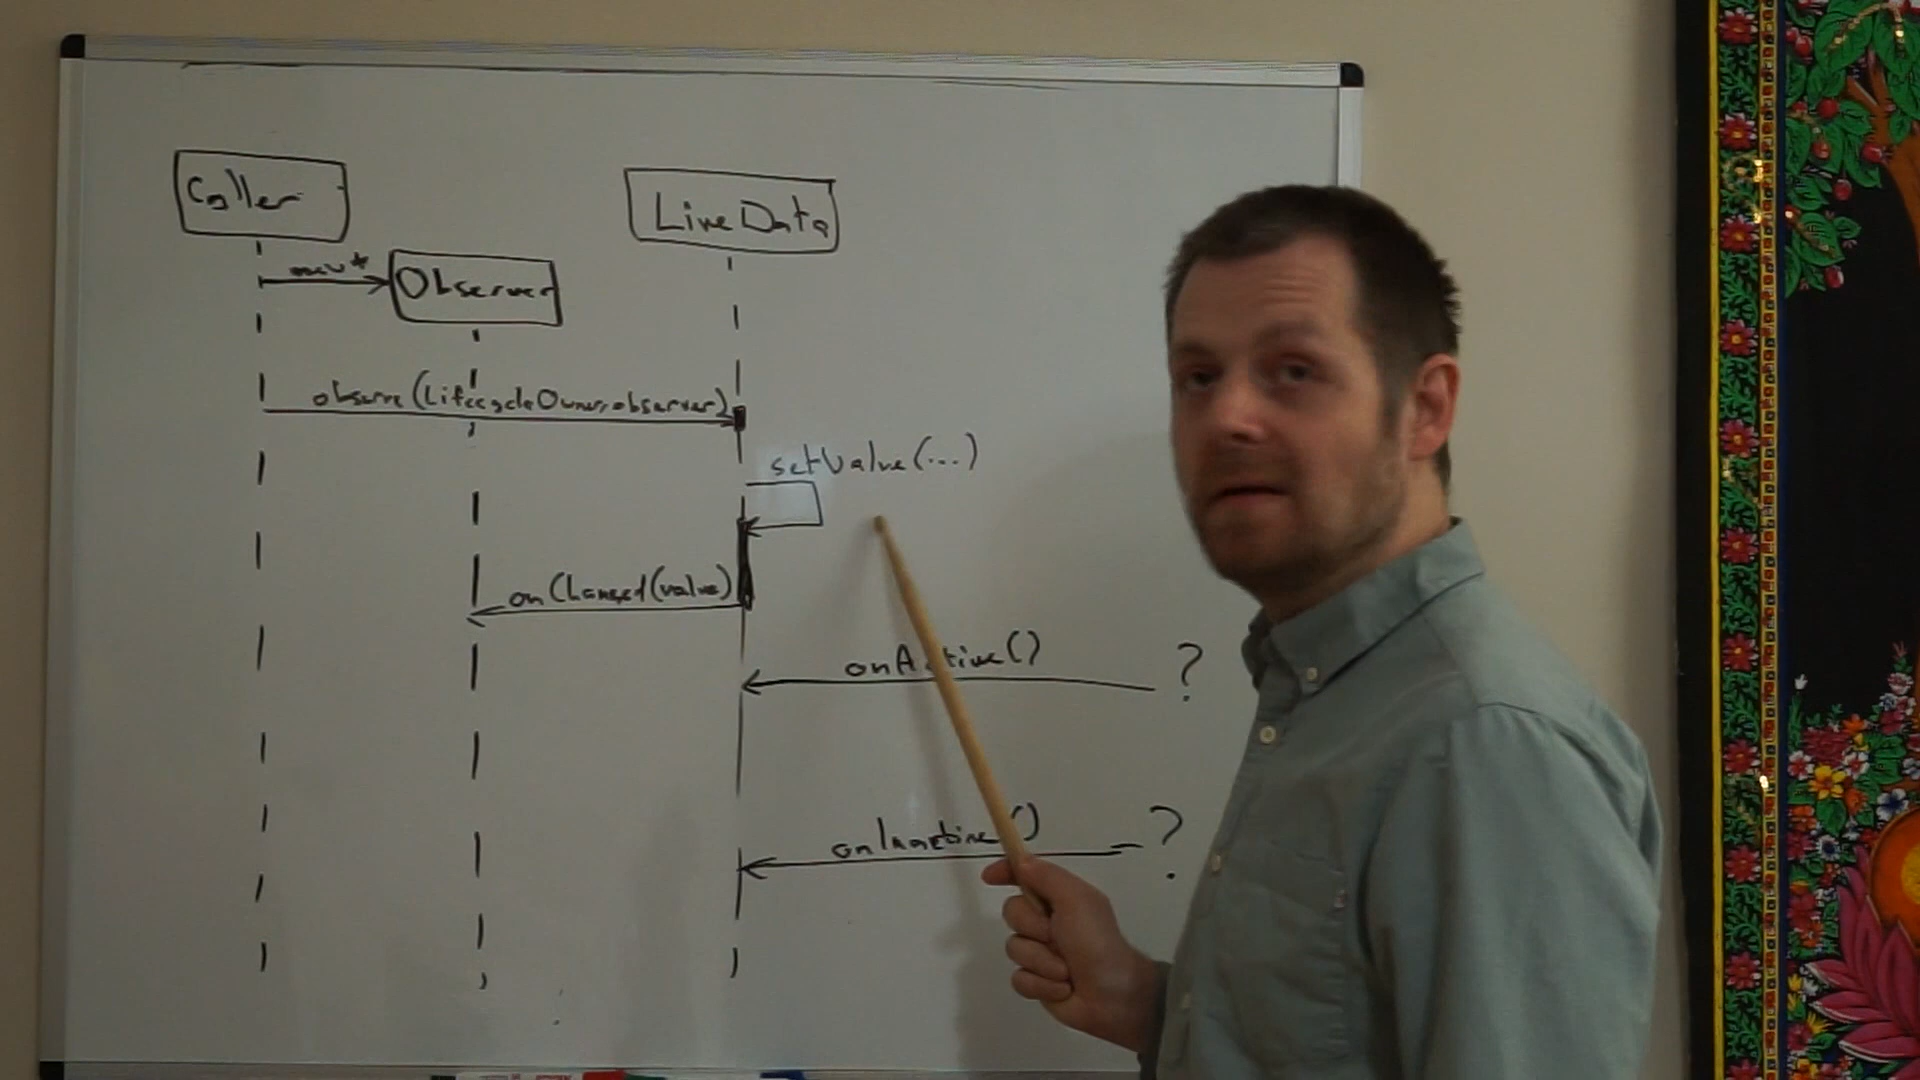 Caller
LiveData
new *
Observer
observe(LifecycleOwner, observer)
setValue(...)
onChanged(value)
onActive() ?
onInactive() ?